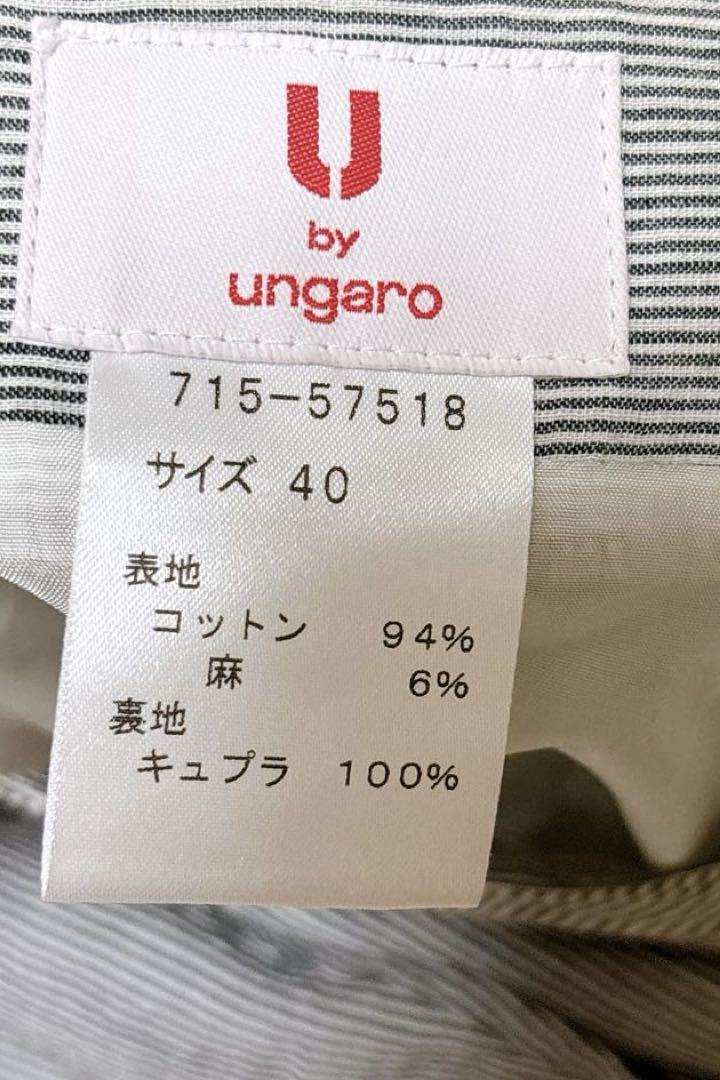 U
by
ungaro
715-57518
サイズ 40
表地
コットン 94%
麻 6%
裏地
キュプラ 100%